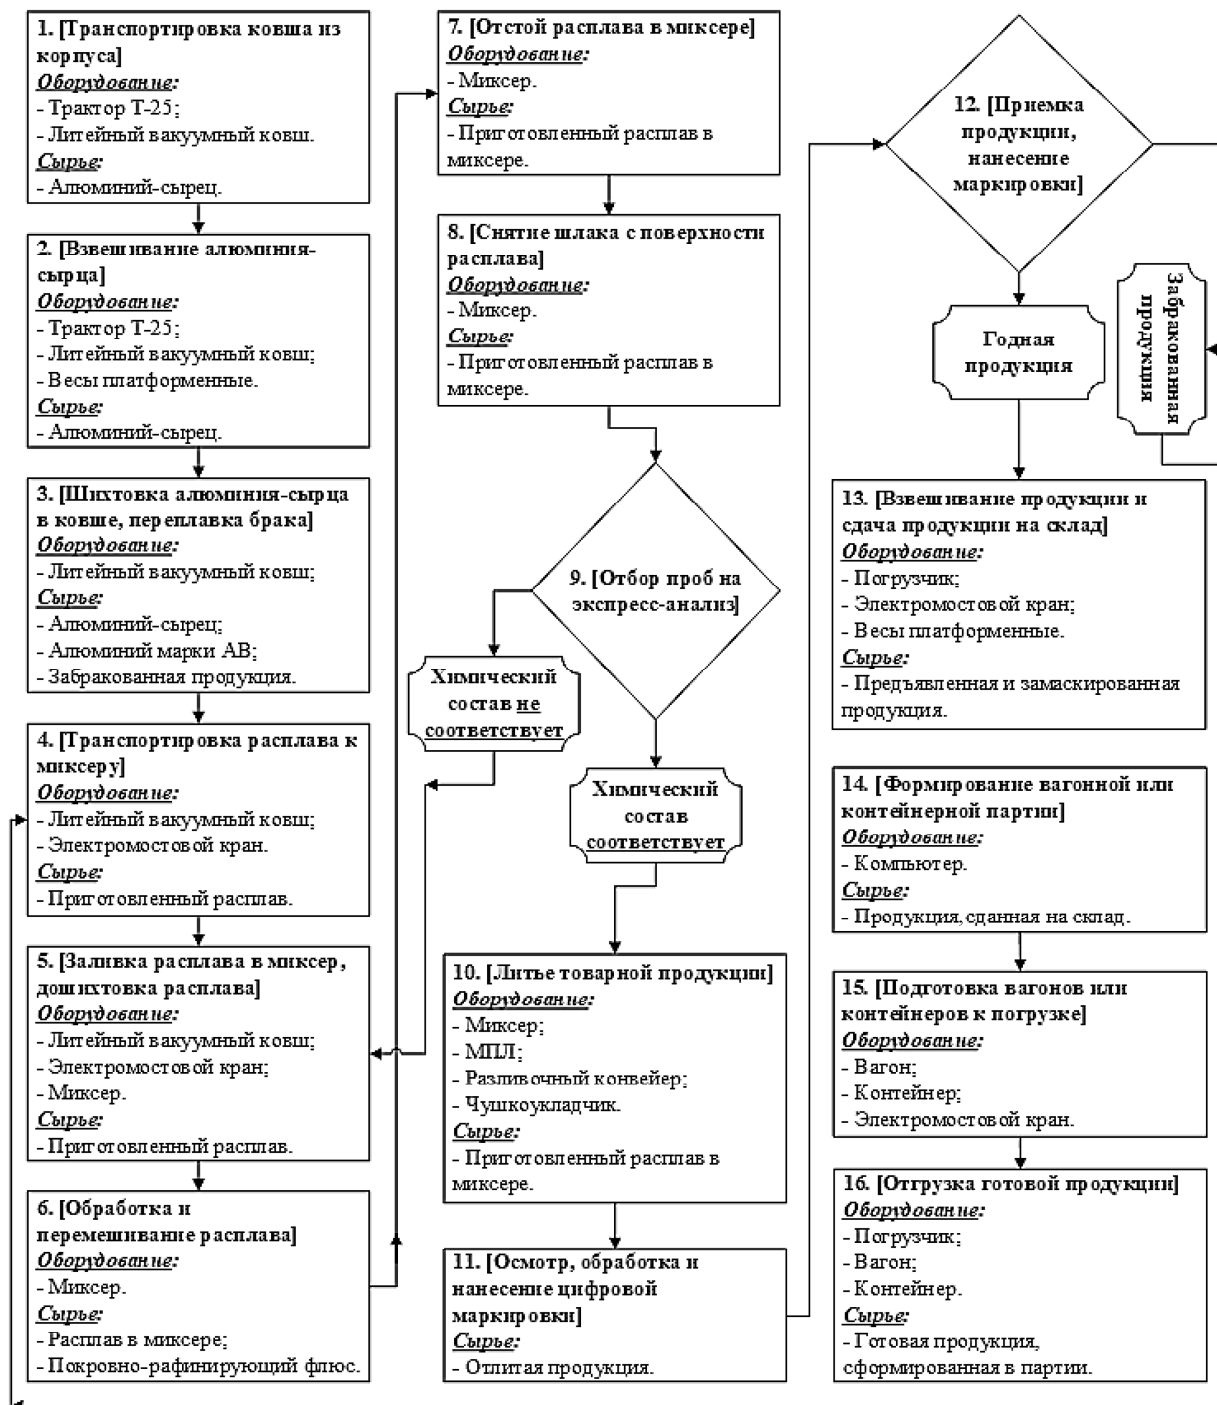 1. [Транспортировка ковша из
корпуса]
Оборудование:
- Трактор Т-25;
- Литейный вакуумный ковш.
Сырье:
- Алюминий-сырец.
2. [Взвешивание алюминия-
сырца]
Оборудование:
- Трактор Т-25;
- Литейный вакуумный ковш;
- Весы платформенные.
Сырье:
- Алюминий-сырец.
3. [Шихтовка алюминия-сырца
в ковше, переплавка брака]
Оборудование:
- Литейный вакуумный ковш;
Сырье:
- Алюминий-сырец;
- Алюминий марки АВ;
- Забракованная продукция.
4. [Транспортировка расплава к
миксеру]
Оборудование:
- Литейный вакуумный ковш;
- Электромостовой кран.
Сырье:
- Приготовленный расплав.
5. [Заливка расплава в миксер,
дошихтовка расплава]
Оборудование:
- Литейный вакуумный ковш;
- Электромостовой кран;
- Миксер.
Сырье:
- Приготовленный расплав.
6. [Обработка и
перемешивание расплава]
Оборудование:
- Миксер.
Сырье:
- Расплав в миксере;
- Покровно-рафинирующий флюс.
7. [Отстой расплава в миксере]
Оборудование:
- Миксер.
Сырье:
- Приготовленный расплав в
миксере.
8. [Снятие шлака с поверхности
расплава]
Оборудование:
- Миксер.
Сырье:
- Приготовленный расплав в
миксере.
9. [Отбор проб на
экспресс-анализ]
Химический
состав не
соответствует
Химический
состав
соответствует
10. [Литье товарной продукции]
Оборудование:
- Миксер;
- МПЛ;
- Разливочный конвейер;
- Чушкоукладчик.
Сырье:
- Приготовленный расплав в
миксере.
11. [Осмотр, обработка и
нанесение цифровой
маркировки]
Сырье:
- Отлитая продукция.
12. [Приемка
продукции,
нанесение
маркировки]
Годная
продукция
Забракованная
продукция
13. [Взвешивание продукции и
сдача продукции на склад]
Оборудование:
- Погрузчик;
- Электромостовой кран;
- Весы платформенные.
Сырье:
- Предъявленная и замаскированная
продукция.
14. [Формирование вагонной или
контейнерной партии]
Оборудование:
- Компьютер.
Сырье:
- Продукция, сданная на склад.
15. [Подготовка вагонов или
контейнеров к погрузке]
Оборудование:
- Вагон;
- Контейнер;
- Электромостовой кран.
16. [Отгрузка готовой продукции]
Оборудование:
- Погрузчик;
- Вагон;
- Контейнер.
Сырье:
- Готовая продукция,
сформированная в партии.